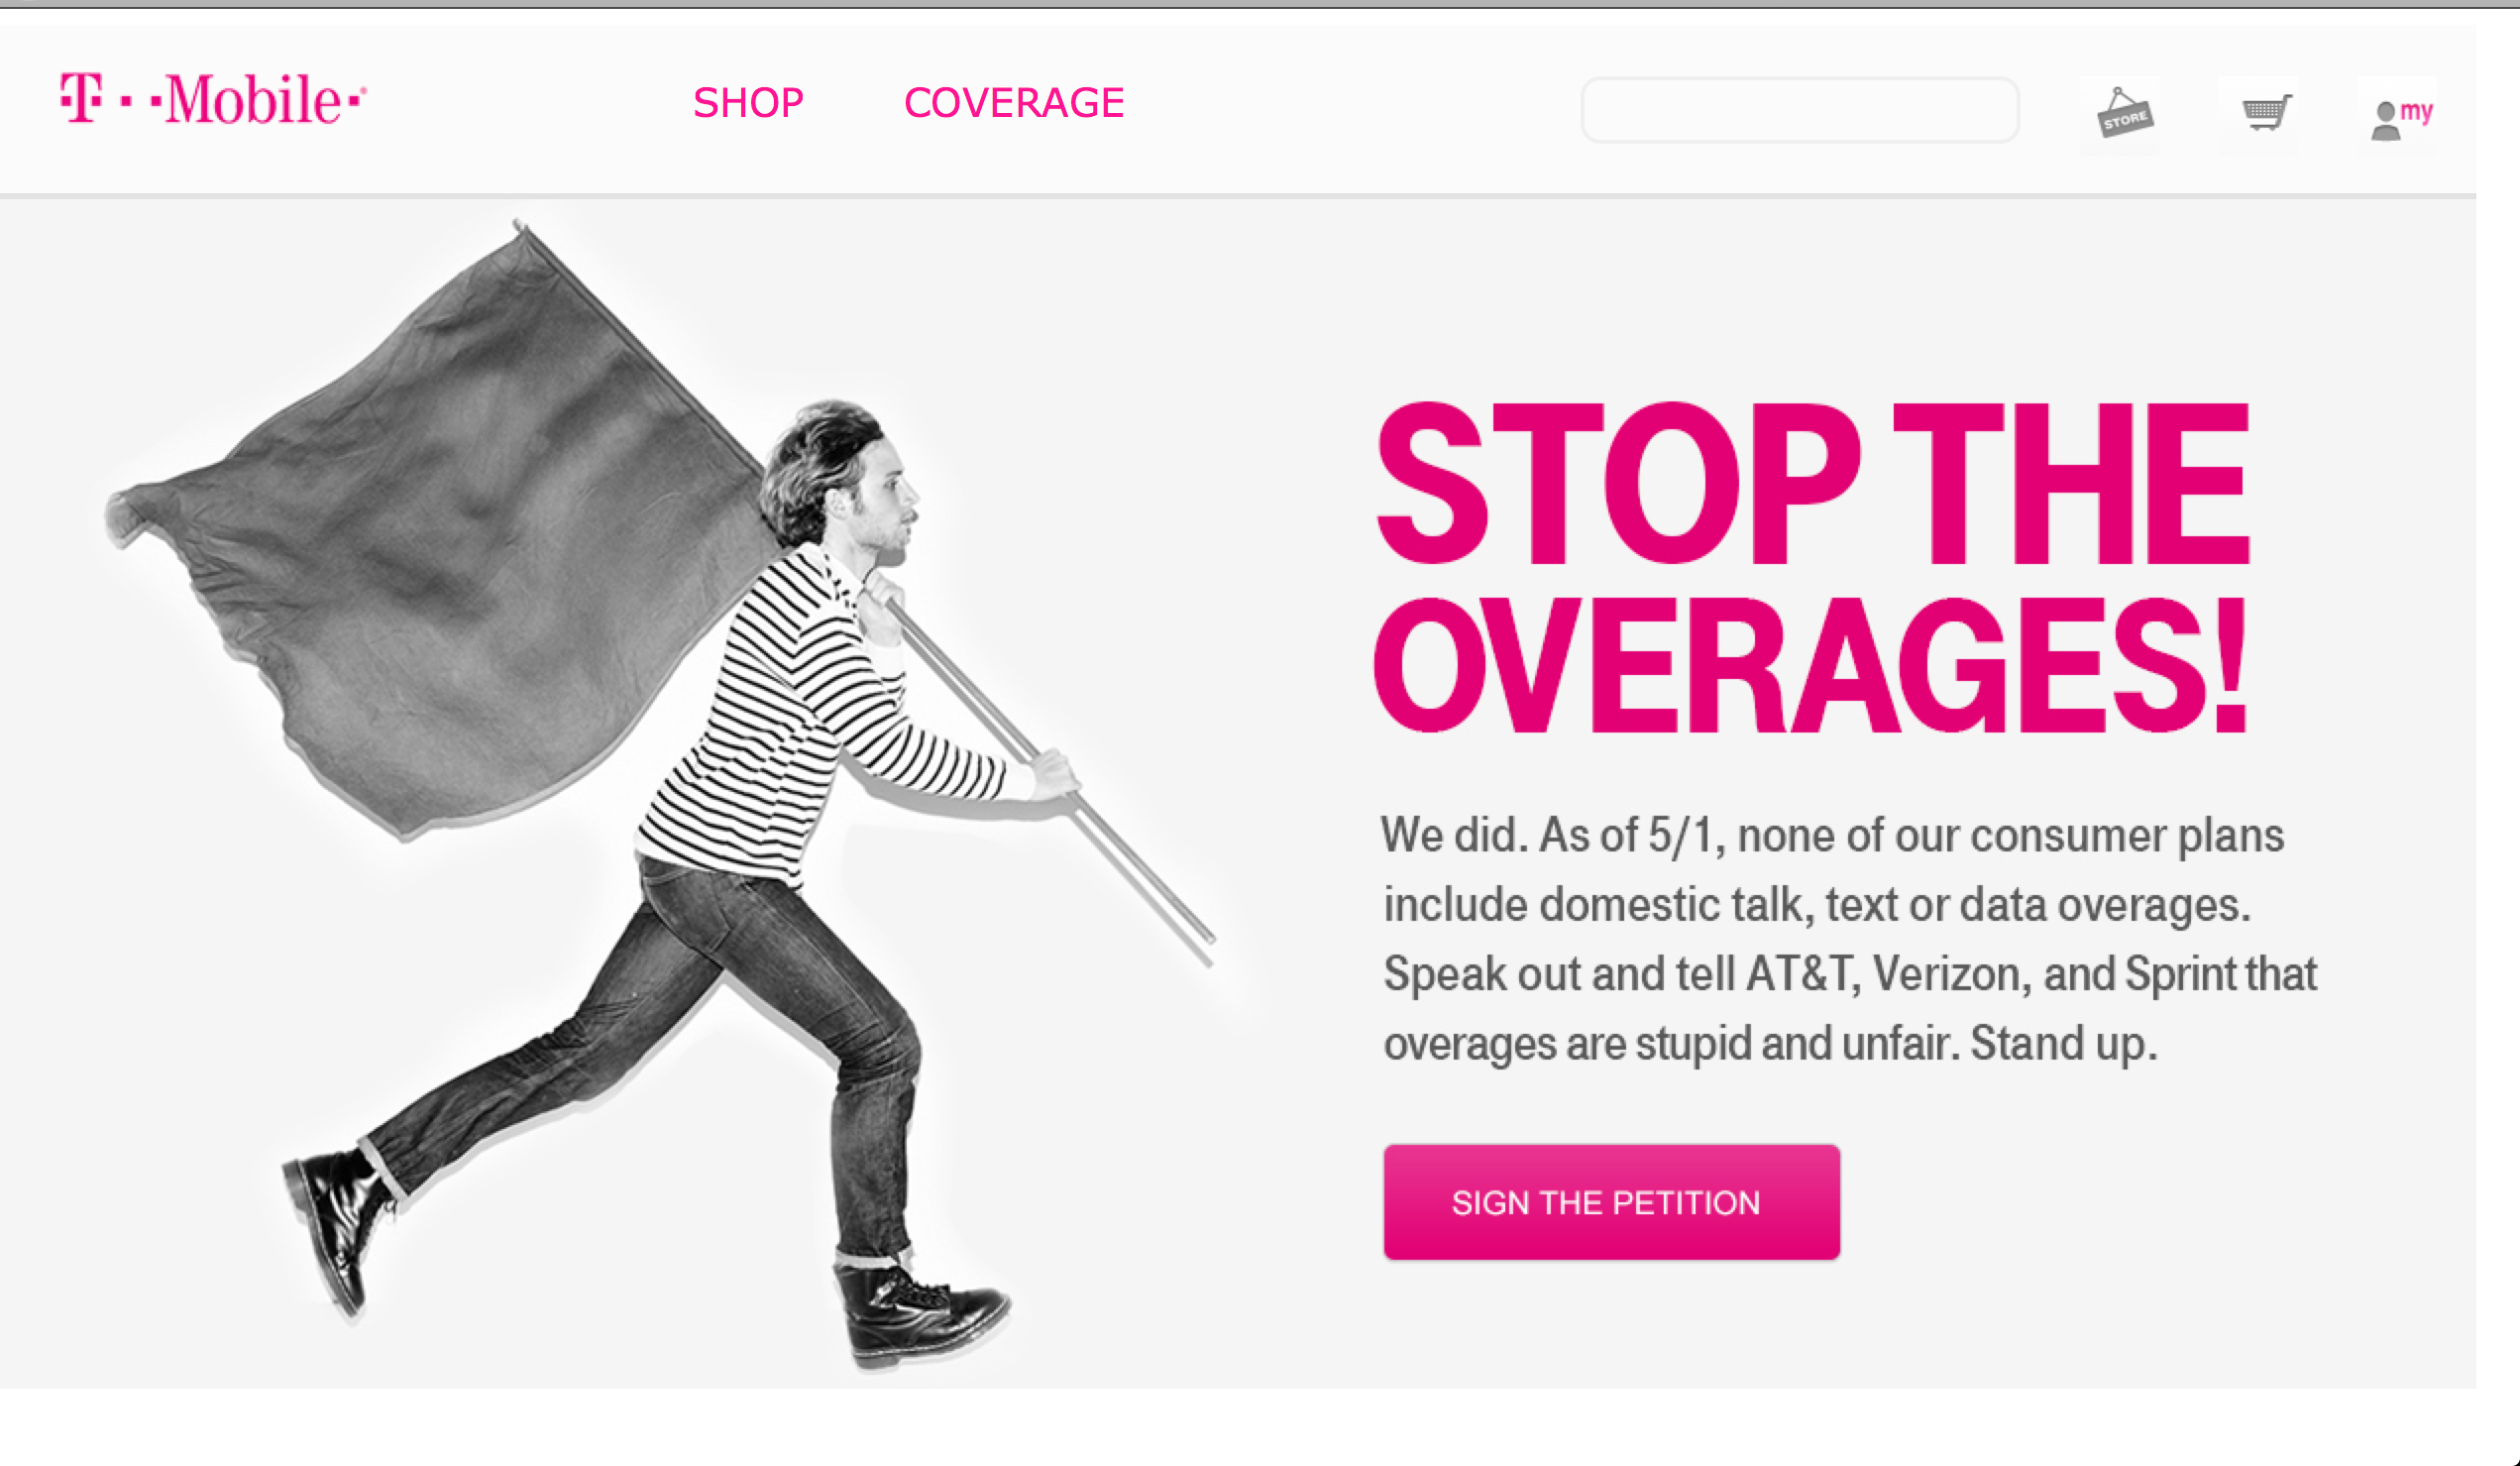 T··Mobile·
SHOP
COVERAGE
STORE
my
STOP THE
OVERAGES!
We did. As of 5/1, none of our consumer plans
include domestic talk, text or data overages.
Speak out and tell AT&T, Verizon, and Sprint that
overages are stupid and unfair. Stand up.
SIGN THE PETITION